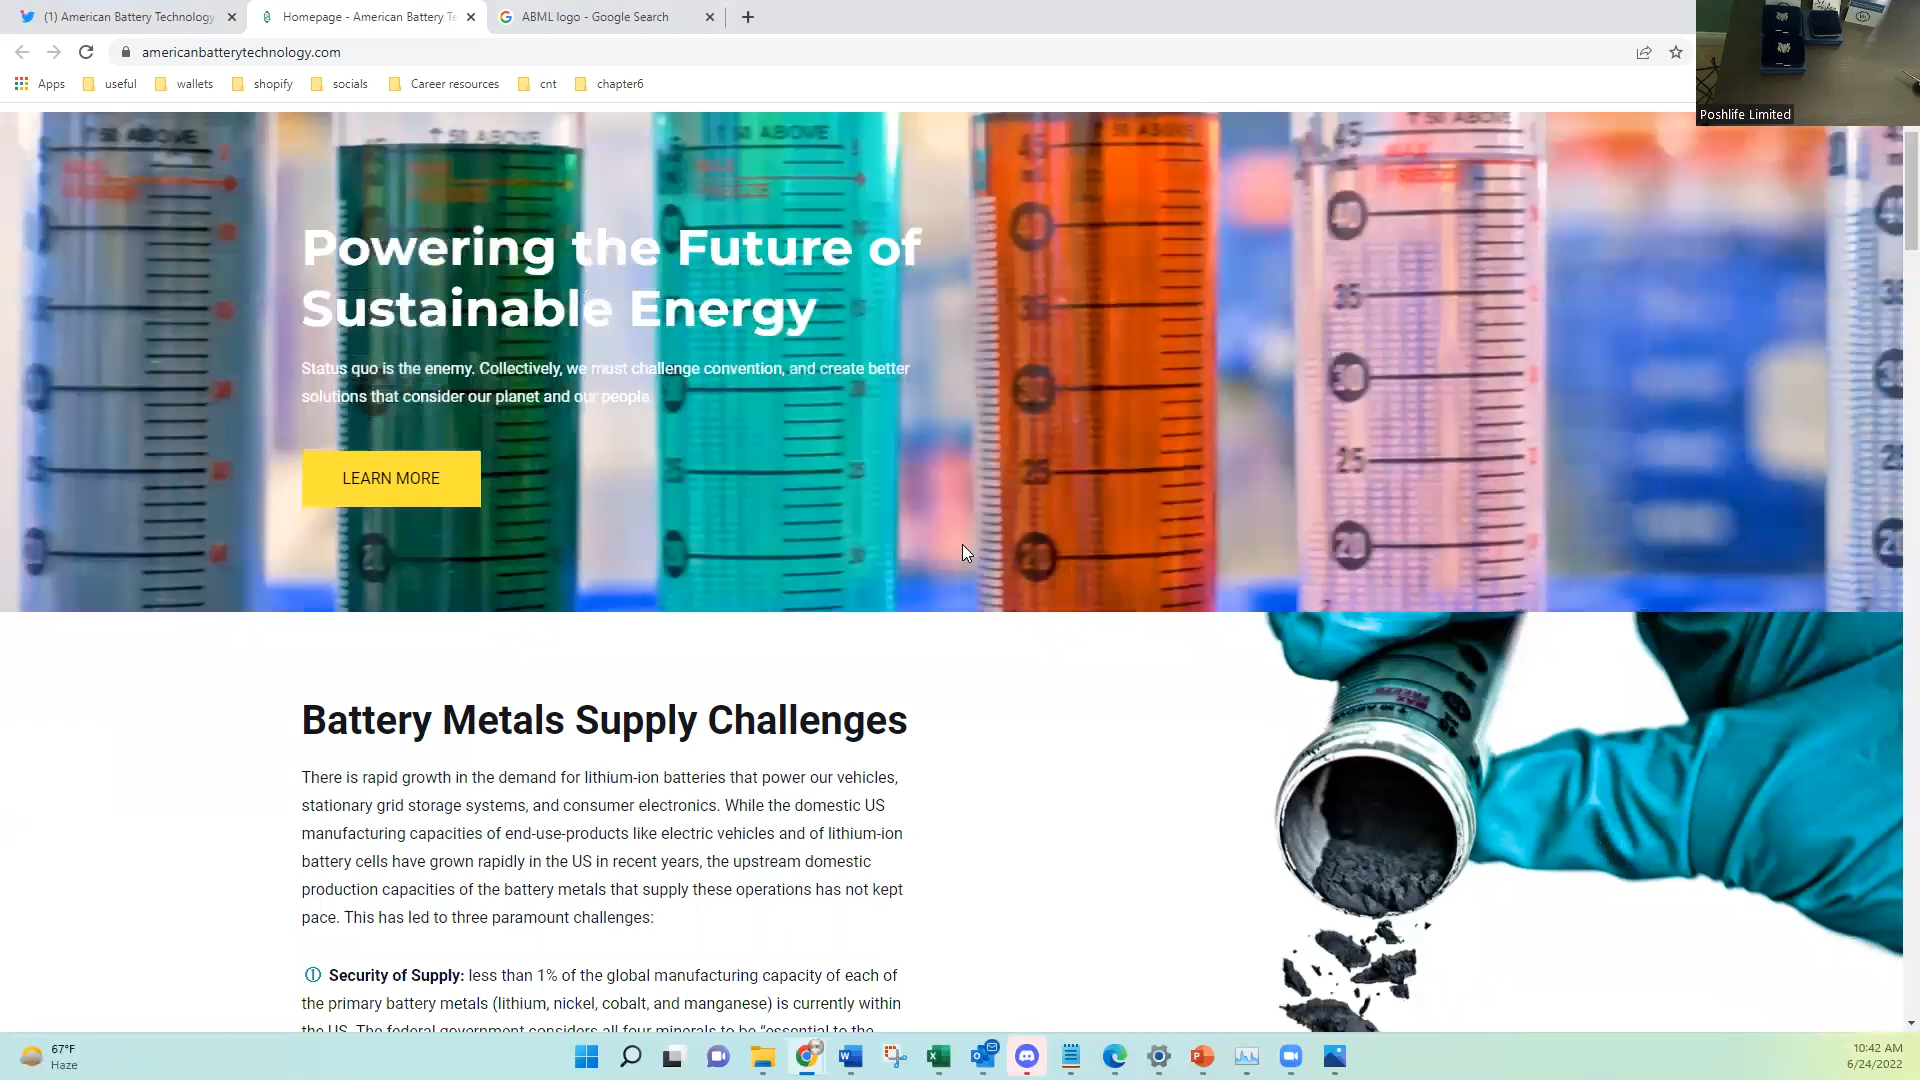 (1) American Battery Technology
Homepage - American Battery Te
ABML logo - Google Search
americanbatterytechnology.com
Apps
useful
wallets
shopify
socials
Career resources
cnt
chapter6
Poshlife Limited
Powering the Future of
Sustainable Energy
Status quo is the enemy. Collectively, we must challenge convention, and create better
solutions that consider our planet and our people
LEARN MORE
Battery Metals Supply Challenges
There is rapid growth in the demand for lithium-ion batteries that power our vehicles,
stationary grid storage systems, and consumer electronics. While the domestic US
manufacturing capacities of end-use-products like electric vehicles and of lithium-ion
battery cells have grown rapidly in the US in recent years, the upstream domestic
production capacities of the battery metals that supply these operations has not kept
pace. This has led to three paramount challenges:
① Security of Supply: less than 1% of the global manufacturing capacity of each of
the primary battery metals (lithium, nickel, cobalt, and manganese) is currently within
the US. The federal government considers all four minerals to be “essential to the
67°F
Haze
10:42 AM
6/24/2022